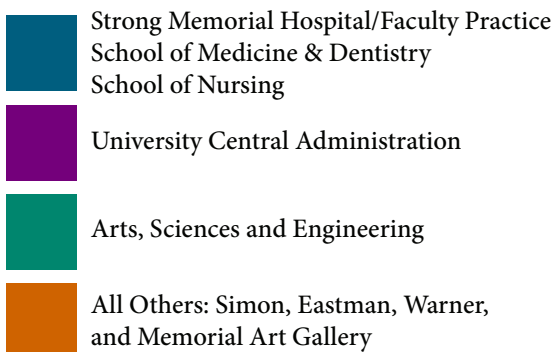 Strong Memorial Hospital/Faculty Practice
School of Medicine & Dentistry
School of Nursing
University Central Administration
Arts, Sciences and Engineering
All Others: Simon, Eastman, Warner,
and Memorial Art Gallery